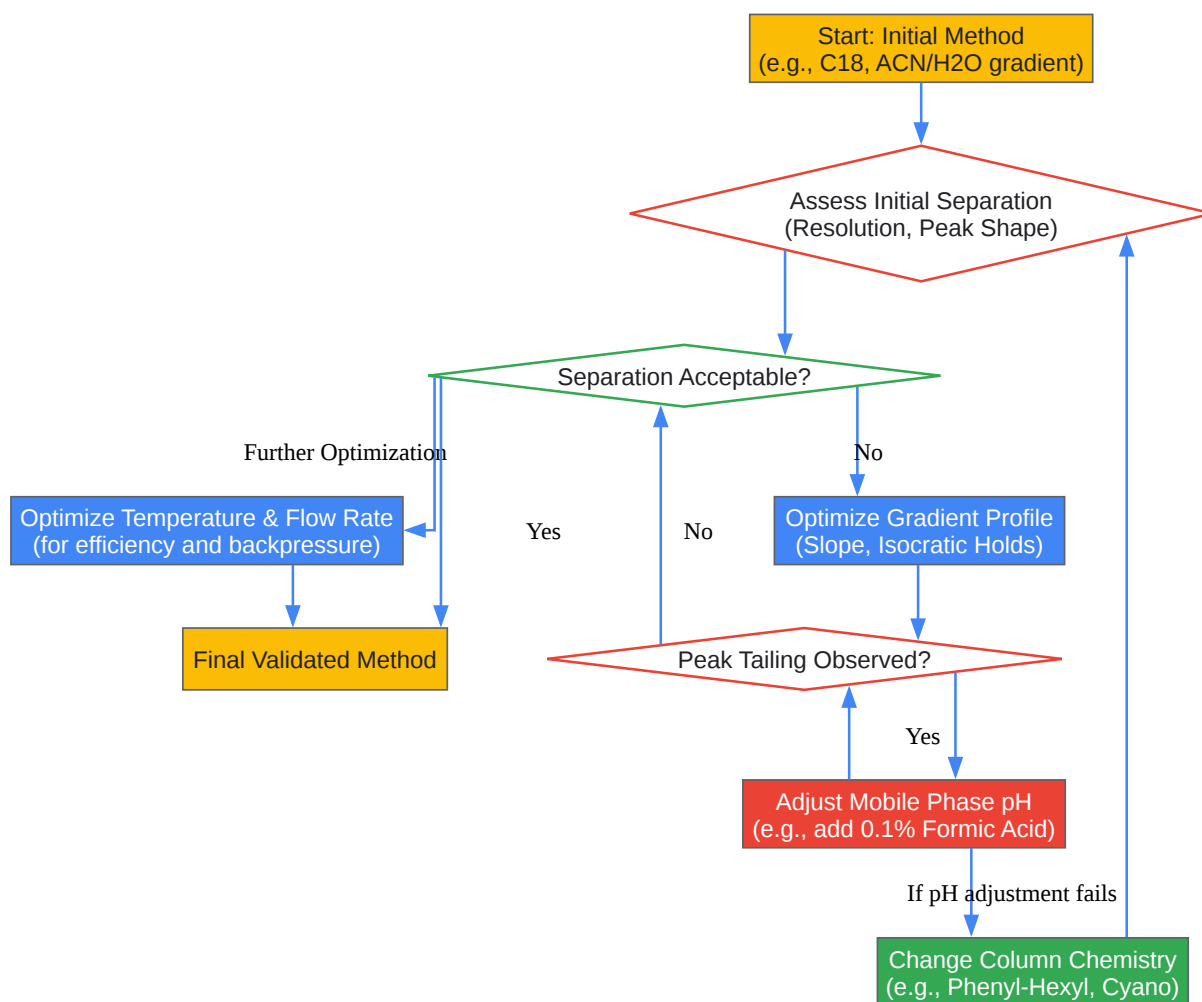 Start: Initial Method
(e.g., C18, ACN/H2O gradient)
Assess Initial Separation
(Resolution, Peak Shape)
Separation Acceptable?
Further Optimization
No
Optimize Temperature & Flow Rate
(for efficiency and backpressure)
Yes
No
Optimize Gradient Profile
(Slope, Isocratic Holds)
Final Validated Method
Peak Tailing Observed?
Yes
Adjust Mobile Phase pH
(e.g., add 0.1% Formic Acid)
If pH adjustment fails
Change Column Chemistry
(e.g., Phenyl-Hexyl, Cyano)